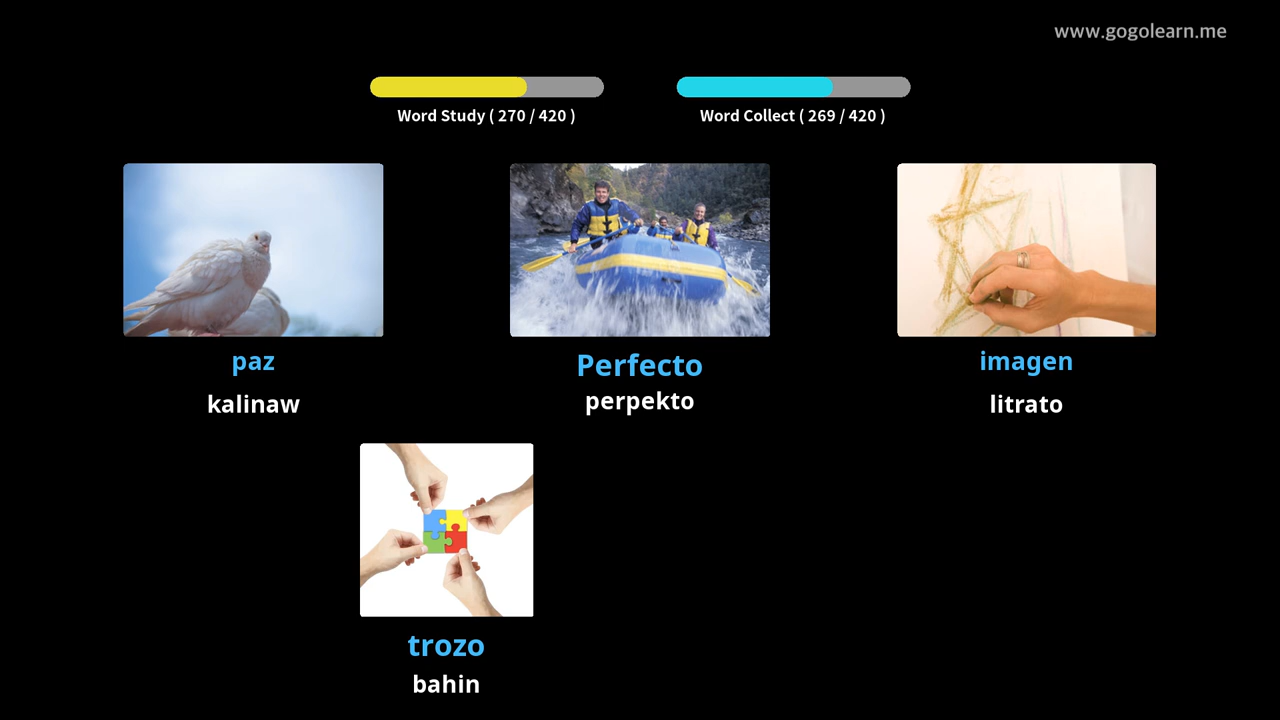 www.gogolearn.me
Word Study ( 270 / 420 )
Word Collect ( 269 / 420 )
paz
kalinaw
Perfecto
perpekto
imagen
litrato
trozo
bahin